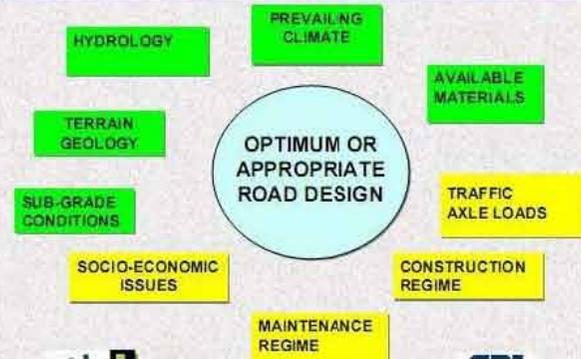 PREVAILING
CLIMATE
HYDROLOGY
AVAILABLE
MATERIALS
TERRAIN
GEOLOGY
OPTIMUM OR
APPROPRIATE
ROAD DESIGN
SUB-GRADE
CONDITIONS
TRAFFIC
AXLE LOADS
SOCIO-ECONOMIC
ISSUES
CONSTRUCTION
REGIME
MAINTENANCE
REGIME